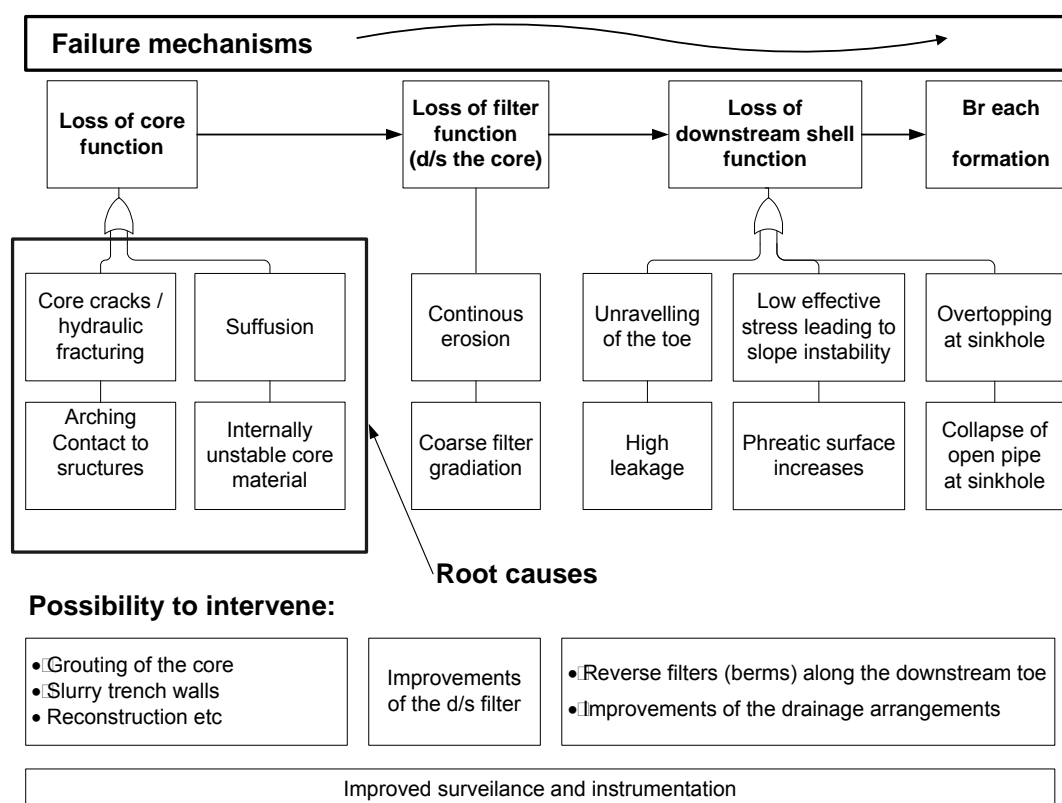 Failure mechanisms
Loss of core
function
Loss of filter
function
(d/s the core)
Loss of
downstream shell
function
Br each
formation
Core cracks /
hydraulic
fracturing
Suffusion
Continous
erosion
Unravelling
of the toe
Low effective
stress leading to
slope instability
Overtopping
at sinkhole
Arching
Contact to
sructures
Internally
unstable core
material
Coarse filter
gradiation
High
leakage
Phreatic surface
increases
Collapse of
open pipe
at sinkhole
Root causes
Possibility to intervene:
• Grouting of the core
• Slurry trench walls
• Reconstruction etc
Improvements
of the d/s filter
• Reverse filters (berms) along the downstream toe
• Improvements of the drainage arrangements
Improved surveilance and instrumentation